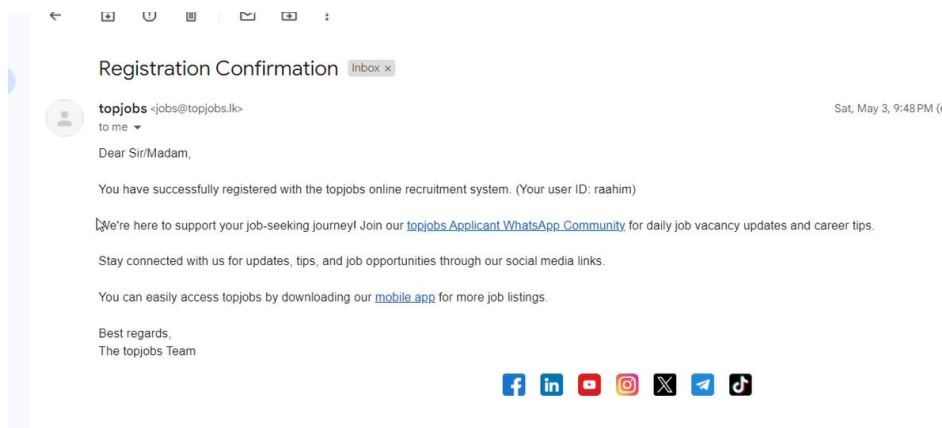 Registration Confirmation Inbox ×
topjobs <jobs@topjobs.lk> Sat, May 3, 9:48 PM
to me
Dear Sir/Madam,
You have successfully registered with the topjobs online recruitment system. (Your user ID: raahim)
We're here to support your job-seeking journey! Join our topjobs Applicant WhatsApp Community for daily job vacancy updates and career tips.
Stay connected with us for updates, tips, and job opportunities through our social media links.
You can easily access topjobs by downloading our mobile app for more job listings.
Best regards,
The topjobs Team